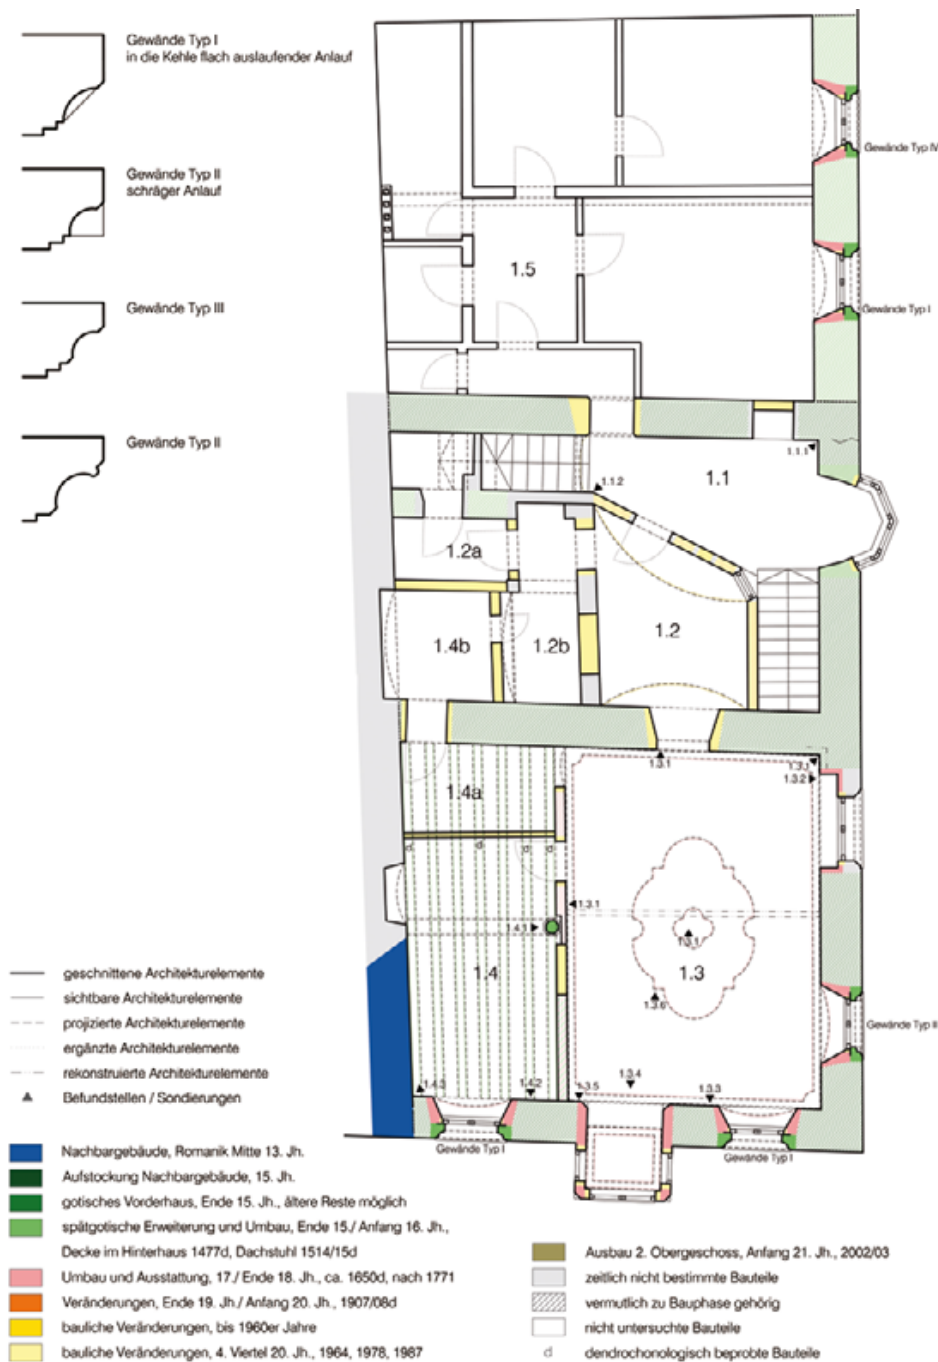 Gewände Typ I
in die Kehle flach auslaufender Anlauf
Gewände Typ II
schräger Anlauf
Gewände Typ III
Gewände Typ II
Gewände Typ IV
Gewände Typ I
1.5
1.1.1
1.1
1.1.2
1.2a
1.2
1.4b
1.2b
1.3.1
1.3.1
1.3.2
1.4a
d
d
d
d
1.3.1
1.4.1
1.3.1
1.4
1.3
1.3.6
Gewände Typ II
1.4.3
1.4.2
1.3.5
1.3.4
1.3.3
Gewände Typ I
Gewände Typ I
geschnittene Architekturelemente
sichtbare Architekturelemente
projizierte Architekturelemente
ergänzte Architekturelemente
rekonstruierte Architekturelemente
Befundstellen / Sondierungen
Nachbargebäude, Romanik Mitte 13. Jh.
Aufstockung Nachbargebäude, 15. Jh.
gotisches Vorderhaus, Ende 15. Jh., ältere Reste möglich
spätgotische Erweiterung und Umbau, Ende 15./ Anfang 16. Jh.,
Decke im Hinterhaus 1477d, Dachstuhl 1514/15d
Umbau und Ausstattung, 17./ Ende 18. Jh., ca. 1650d, nach 1771
Veränderungen, Ende 19. Jh./ Anfang 20. Jh., 1907/08d
bauliche Veränderungen, bis 1960er Jahre
bauliche Veränderungen, 4. Viertel 20. Jh., 1964, 1978, 1987
Ausbau 2. Obergeschoss, Anfang 21. Jh., 2002/03
zeitlich nicht bestimmte Bauteile
vermutlich zu Bauphase gehörig
nicht untersuchte Bauteile
d dendrochonologisch beprobte Bauteile